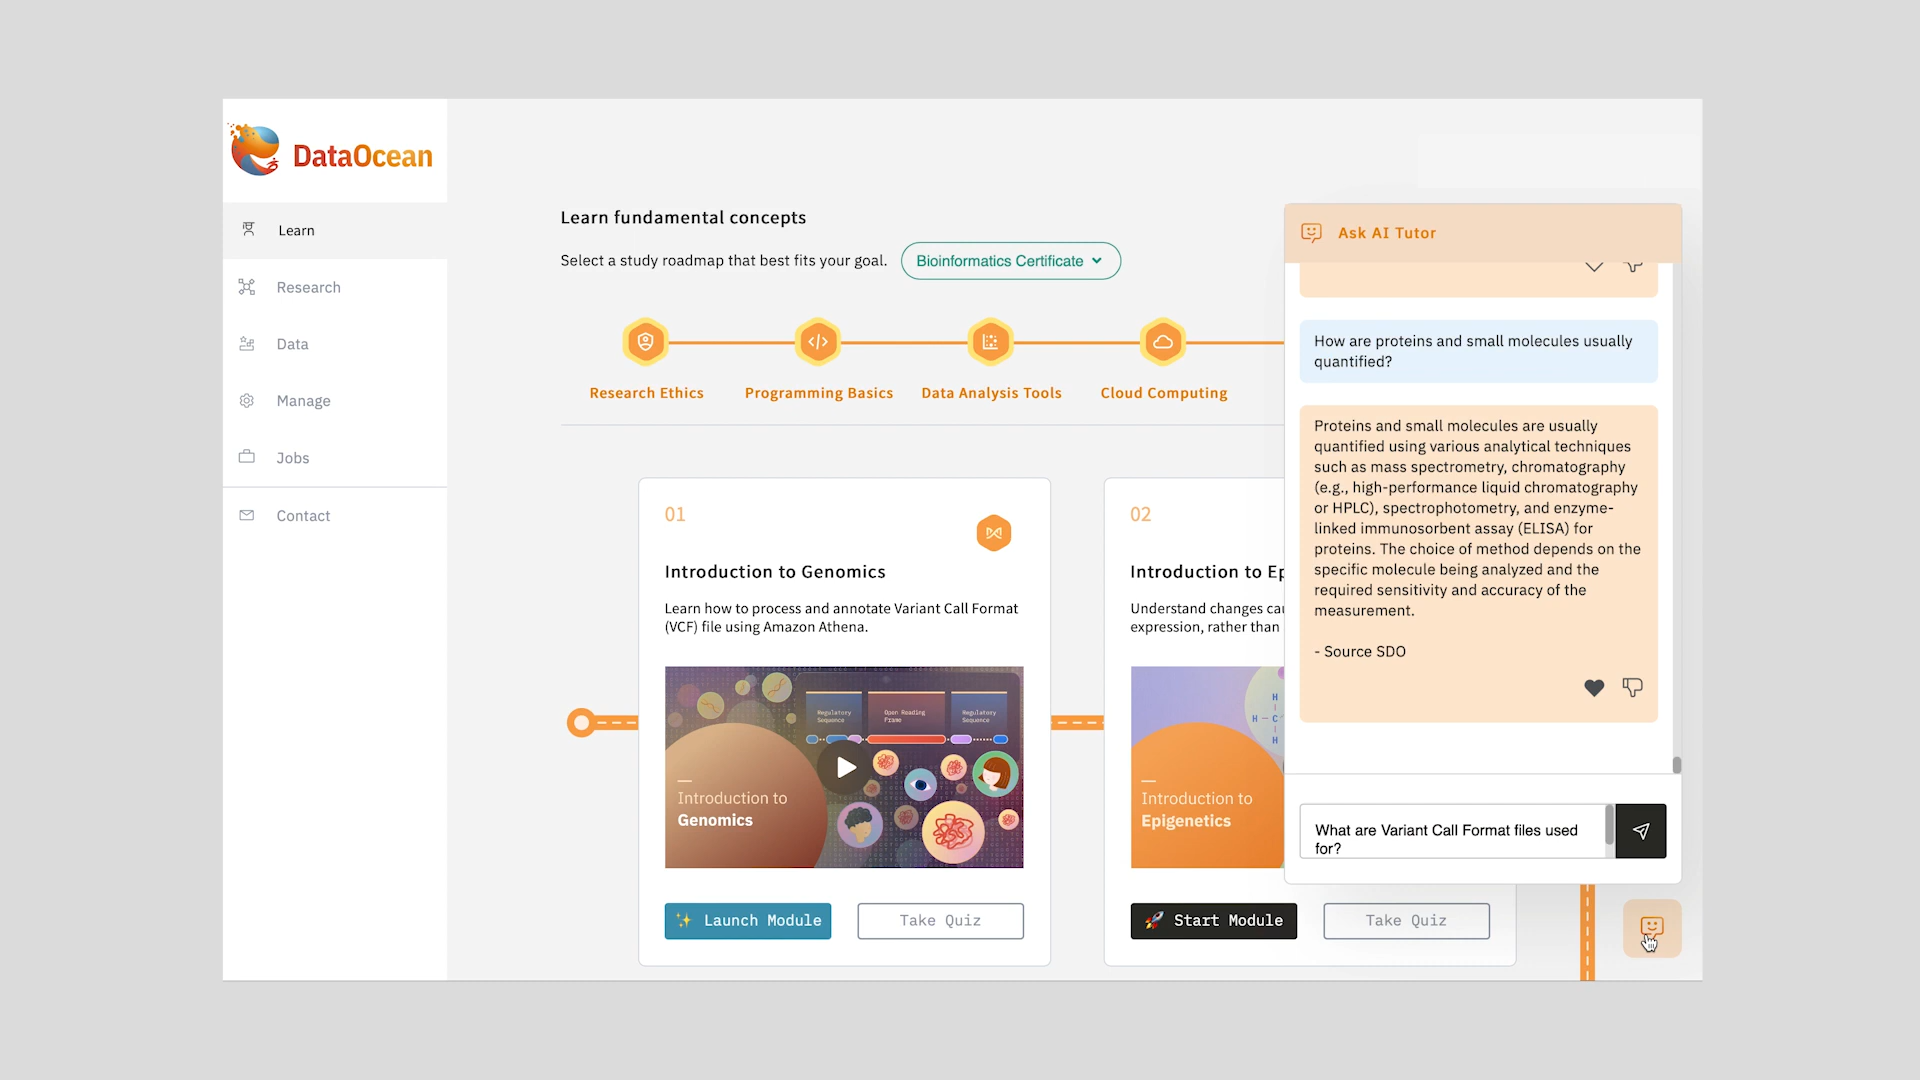 DataOcean
Learn
Research
Data
Manage
Jobs
Contact
Learn fundamental concepts
Select a study roadmap that best fits your goal.
Bioinformatics Certificate
Research Ethics
Programming Basics
Data Analysis Tools
Cloud Computing
01
Introduction to Genomics
Learn how to process and annotate Variant Call Format
(VCF) file using Amazon Athena.
Regulatory
Sequence
Open Reading
Frame
Regulatory
Sequence
Introduction to
Genomics
Launch Module
Take Quiz
02
Introduction to Ep
Understand changes ca
expression, rather than
H
H – C
H
Introduction to
Epigenetics
Start Module
Take Quiz
Ask AI Tutor
How are proteins and small molecules usually
quantified?
Proteins and small molecules are usually
quantified using various analytical techniques
such as mass spectrometry, chromatography
(e.g., high-performance liquid chromatography
or HPLC), spectrophotometry, and enzyme-
linked immunosorbent assay (ELISA) for
proteins. The choice of method depends on the
specific molecule being analyzed and the
required sensitivity and accuracy of the
measurement.
- Source SDO
What are Variant Call Format files used
for?